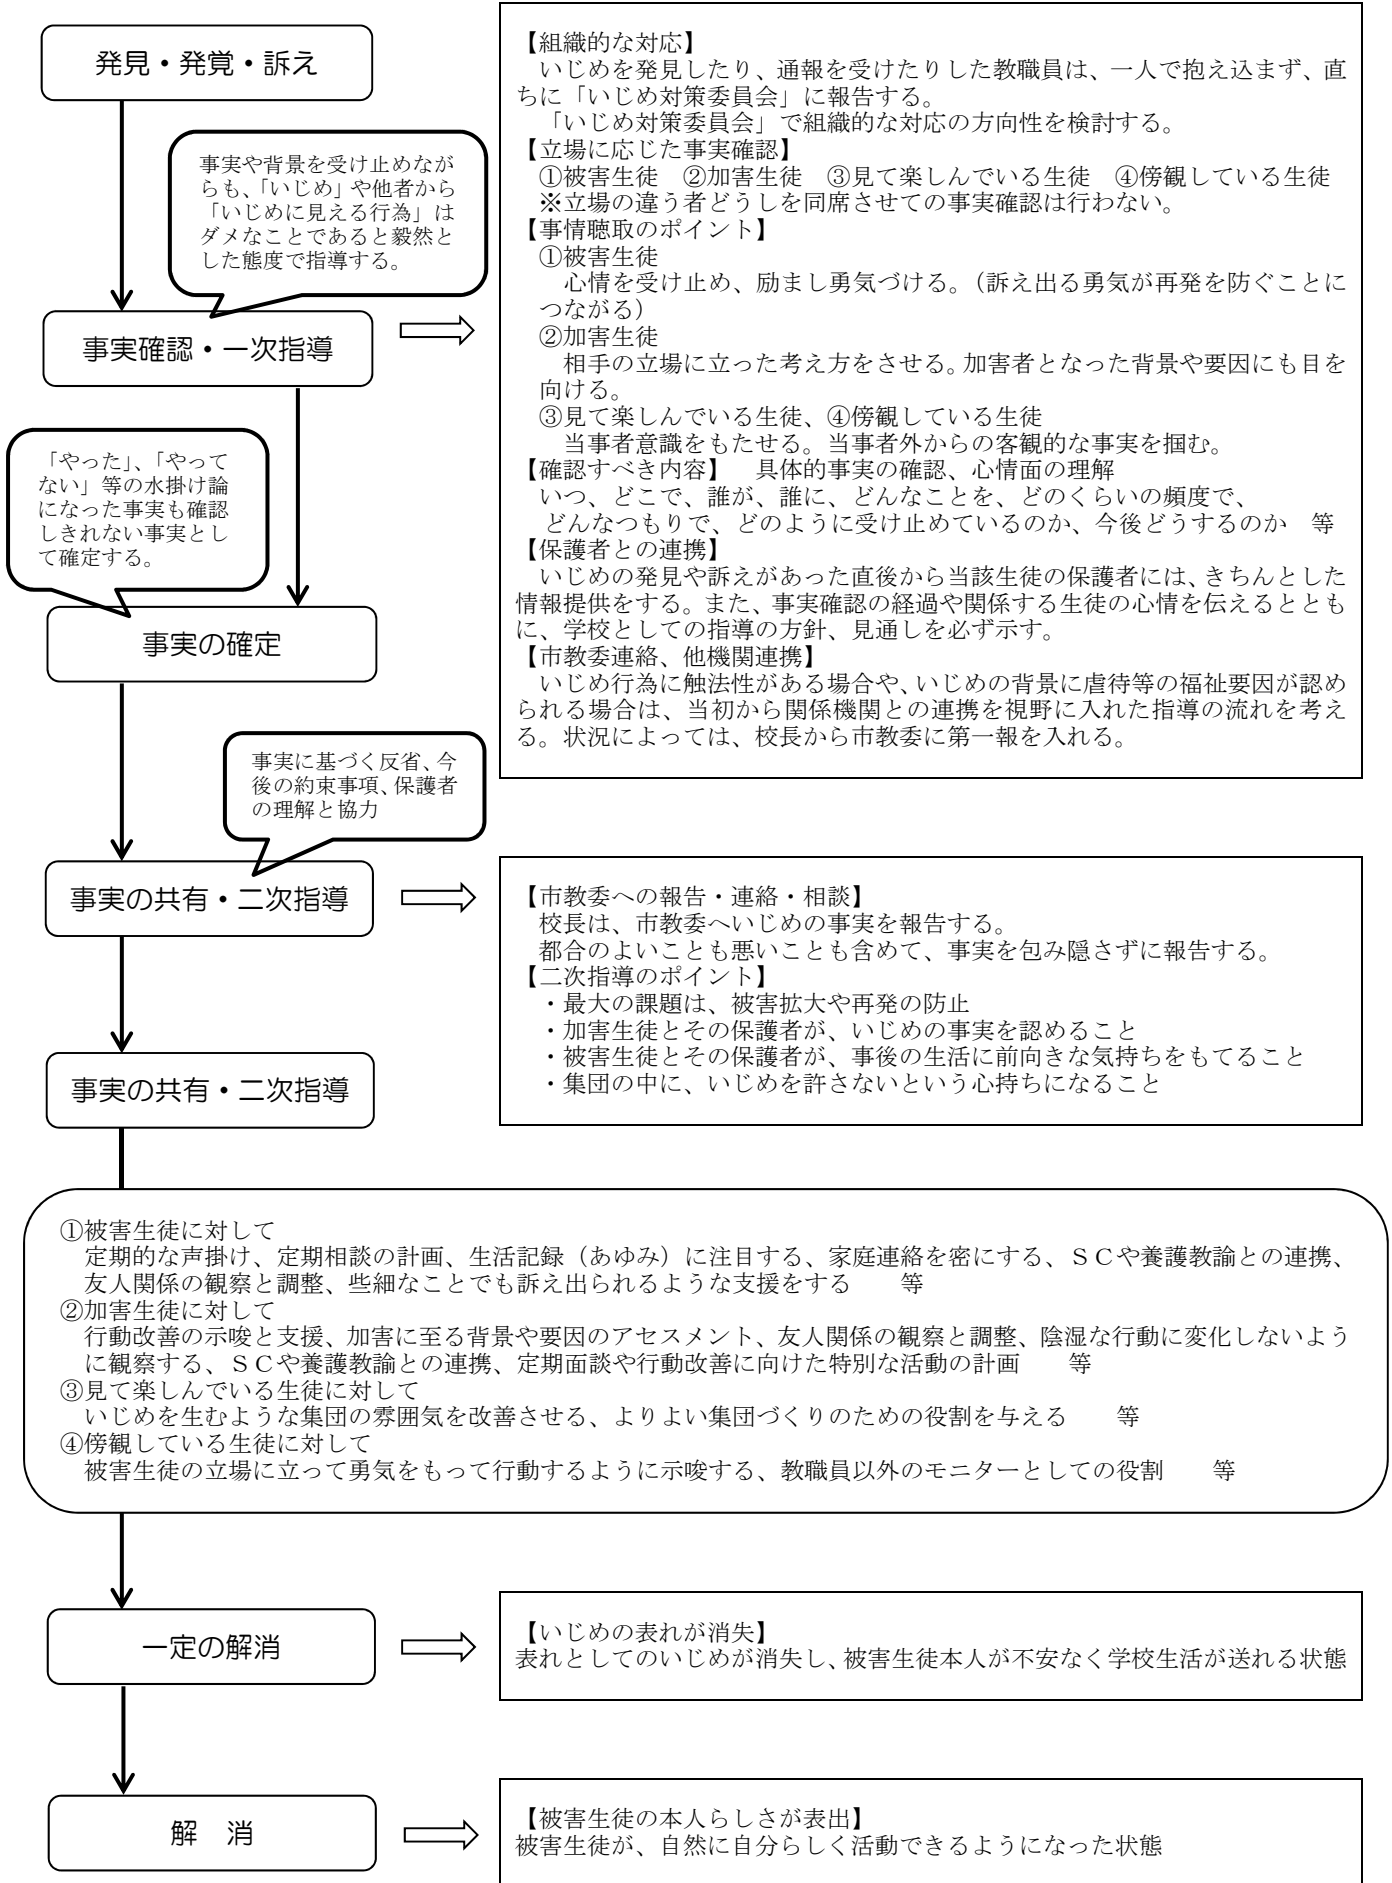 発見・発覚・訴え
事実や背景を受け止めなが
らも、「いじめ」や他者から
「いじめに見える行為」は
ダメなことであると毅然と
した態度で指導する。
事実確認・一次指導
【組織的な対応】
いじめを発見したり、通報を受けたりした教職員は、一人で抱え込まず、直
ちに「いじめ対策委員会」に報告する。
「いじめ対策委員会」で組織的な対応の方向性を検討する。
【立場に応じた事実確認】
①被害生徒　②加害生徒　③見て楽しんでいる生徒　④傍観している生徒
※立場の違う者どうしを同席させての事実確認は行わない。
【事情聴取のポイント】
①被害生徒
心情を受け止め、励まし勇気づける。（訴え出る勇気が再発を防ぐことに
つながる）
②加害生徒
相手の立場に立った考え方をさせる。加害者となった背景や要因にも目を
向ける。
③見て楽しんでいる生徒、④傍観している生徒
当事者意識をもたせる。当事者外からの客観的な事実を掴む。
【確認すべき内容】　具体的事実の確認、心情面の理解
いつ、どこで、誰が、誰に、どんなことを、どのくらいの頻度で、
どんなつもりで、どのように受け止めているのか、今後どうするのか　等
【保護者との連携】
いじめの発見や訴えがあった直後から当該生徒の保護者には、きちんとした
情報提供をする。また、事実確認の経過や関係する生徒の心情を伝えるととも
に、学校としての指導の方針、見通しを必ず示す。
【市教委連絡、他機関連携】
いじめ行為に触法性がある場合や、いじめの背景に虐待等の福祉要因が認め
られる場合は、当初から関係機関との連携を視野に入れた指導の流れを考え
る。状況によっては、校長から市教委に第一報を入れる。
「やった」、「やって
ない」等の水掛け論
になった事実も確認
しきれない事実とし
て確定する。
事実の確定
事実に基づく反省、今
後の約束事項、保護者
の理解と協力
事実の共有・二次指導
【市教委への報告・連絡・相談】
校長は、市教委へいじめの事実を報告する。
都合のよいことも悪いことも含めて、事実を包み隠さずに報告する。
【二次指導のポイント】
・最大の課題は、被害拡大や再発の防止
・加害生徒とその保護者が、いじめの事実を認めること
・被害生徒とその保護者が、事後の生活に前向きな気持ちをもてること
・集団の中に、いじめを許さないという心持ちになること
事実の共有・二次指導
①被害生徒に対して
定期的な声掛け、定期相談の計画、生活記録（あゆみ）に注目する、家庭連絡を密にする、ＳＣや養護教諭との連携、
友人関係の観察と調整、些細なことでも訴え出られるような支援をする　　等
②加害生徒に対して
行動改善の示唆と支援、加害に至る背景や要因のアセスメント、友人関係の観察と調整、陰湿な行動に変化しないよう
に観察する、ＳＣや養護教諭との連携、定期面談や行動改善に向けた特別な活動の計画　　等
③見て楽しんでいる生徒に対して
いじめを生むような集団の雰囲気を改善させる、よりよい集団づくりのための役割を与える　　等
④傍観している生徒に対して
被害生徒の立場に立って勇気をもって行動するように示唆する、教職員以外のモニターとしての役割　　等
一定の解消
【いじめの表れが消失】
表れとしてのいじめが消失し、被害生徒本人が不安なく学校生活が送れる状態
解　消
【被害生徒の本人らしさが表出】
被害生徒が、自然に自分らしく活動できるようになった状態